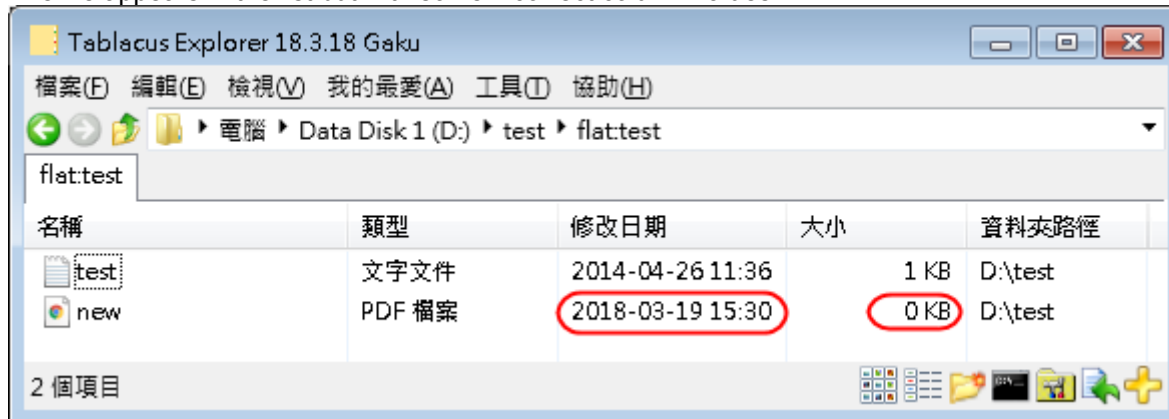 Tablacus Explorer 18.3.18 Gaku
檔案(F) 編輯(E) 檢視(V) 我的最愛(A) 工具(T) 協助(H)
電腦 Data Disk 1 (D:) test flat:test
flat:test
名稱 類型 修改日期 大小 資料夾路徑
test 文字文件 2014-04-26 11:36 1 KB D:\test
new PDF 檔案 2018-03-19 15:30 0 KB D:\test
2 個項目